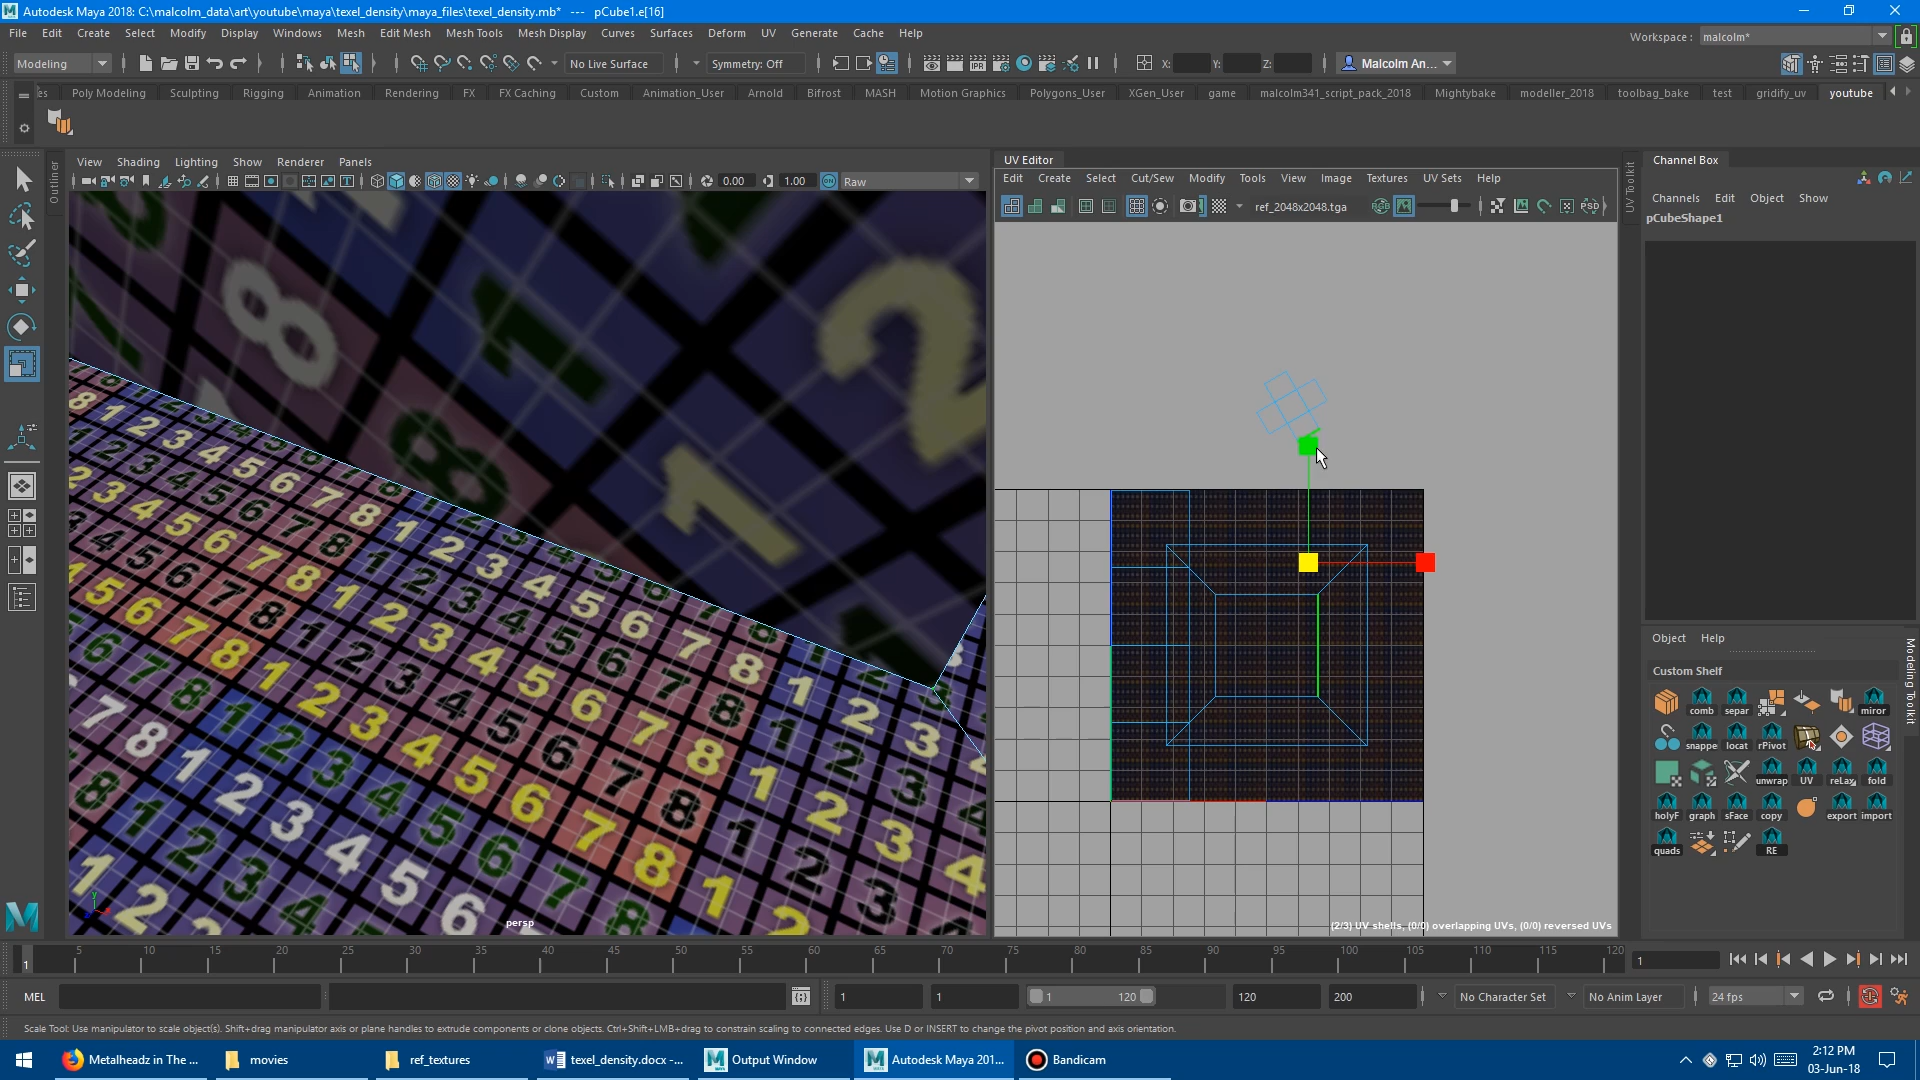 Autodesk Maya 2018: C:\malcolm_data\art\youtube\maya\texel_density\maya_files\texel_density.mb* --- pCube1.e[16]
File Edit Create Select Modify Display Windows Mesh Edit Mesh Mesh Tools Mesh Display Curves Surfaces Deform UV Generate Cache Help
Workspace : malcolm*
Modeling No Live Surface Symmetry: Off X: Y: Z: Malcolm An...
es Poly Modeling Sculpting Rigging Animation Rendering FX FX Caching Custom Animation_User Arnold Bifrost MASH Motion Graphics Polygons_User XGen_User game malcolm341_script_pack_2018 Mightybake modeller_2018 toolbag_bake test gridify_uv youtube
Outliner
View Shading Lighting Show Renderer Panels
0.00 1.00 ON Raw
persp
UV Editor
Edit Create Select Cut/Sew Modify Tools View Image Textures UV Sets Help
ref_2048x2048.tga RGB PSD
(2/3) UV shells, (0/0) overlapping UVs, (0/0) reversed UVs
UV Toolkit
Channel Box
Channels Edit Object Show
pCubeShape1
Object Help
Custom Shelf
comb separ miror
snappe locat rPivot
unwrap UV reLax fold
holyF graph sFace copy export import
quads RE
Modeling Toolkit
5 10 15 20 25 30 35 40 45 50 55 60 65 70 75 80 85 90 95 100 105 110 115 120
1 1
MEL 1 1 1 120 120 200 No Character Set No Anim Layer 24 fps
Scale Tool: Use manipulator to scale object(s). Shift+drag manipulator axis or plane handles to extrude components or clone objects. Ctrl+Shift+LMB+drag to constrain scaling to connected edges. Use D or INSERT to change the pivot position and axis orientation.
Metalheadz in The ... movies ref_textures texel_density.docx -... Output Window Autodesk Maya 201... Bandicam
2:12 PM
03-Jun-18